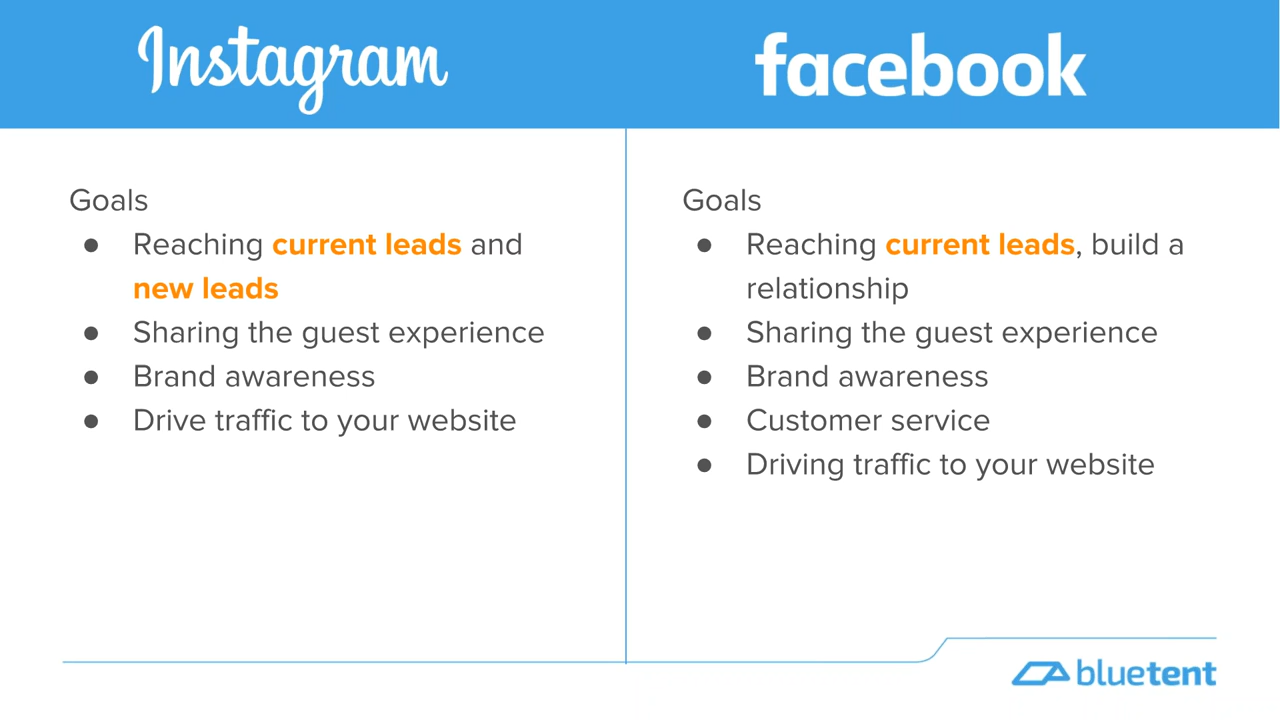 Instagram
facebook
Goals
● Reaching current leads and
new leads
● Sharing the guest experience
● Brand awareness
● Drive traffic to your website
Goals
● Reaching current leads, build a
relationship
● Sharing the guest experience
● Brand awareness
● Customer service
● Driving traffic to your website
bluetent